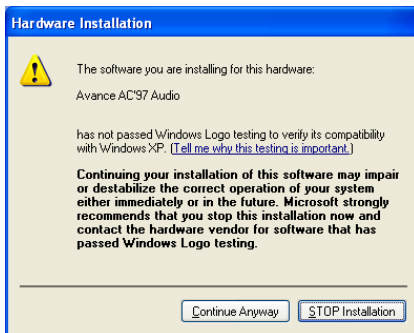 Hardware Installation
The software you are installing for this hardware:
Avance AC'97 Audio
has not passed Windows Logo testing to verify its compatibility
with Windows XP. (Tell me why this testing is important.)
Continuing your installation of this software may impair
or destabilize the correct operation of your system
either immediately or in the future. Microsoft strongly
recommends that you stop this installation now and
contact the hardware vendor for software that has
passed Windows Logo testing.
Continue Anyway STOP Installation